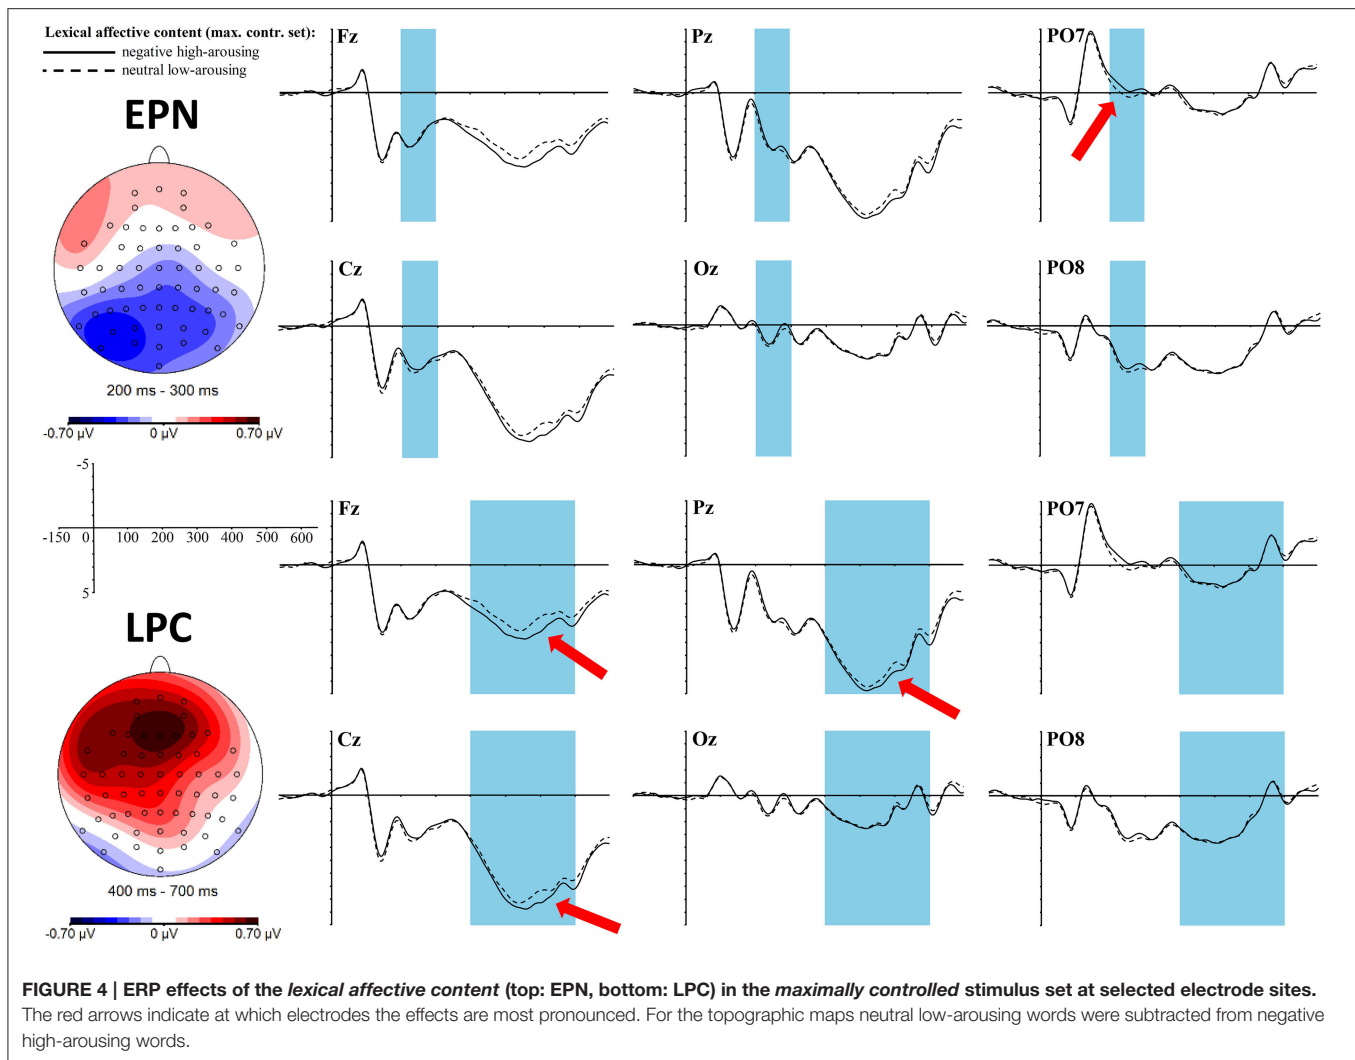 Lexical affective content (max. contr. set):
negative high-arousing
neutral low-arousing
EPN
200 ms - 300 ms
-0.70 µV 0 µV 0.70 µV
Fz
Pz
PO7
Cz
Oz
PO8
-5
-150 0 100 200 300 400 500 600
5
LPC
400 ms - 700 ms
-0.70 µV 0 µV 0.70 µV
Fz
Pz
PO7
Cz
Oz
PO8
FIGURE 4 | ERP effects of the lexical affective content (top: EPN, bottom: LPC) in the maximally controlled stimulus set at selected electrode sites.
The red arrows indicate at which electrodes the effects are most pronounced. For the topographic maps neutral low-arousing words were subtracted from negative
high-arousing words.